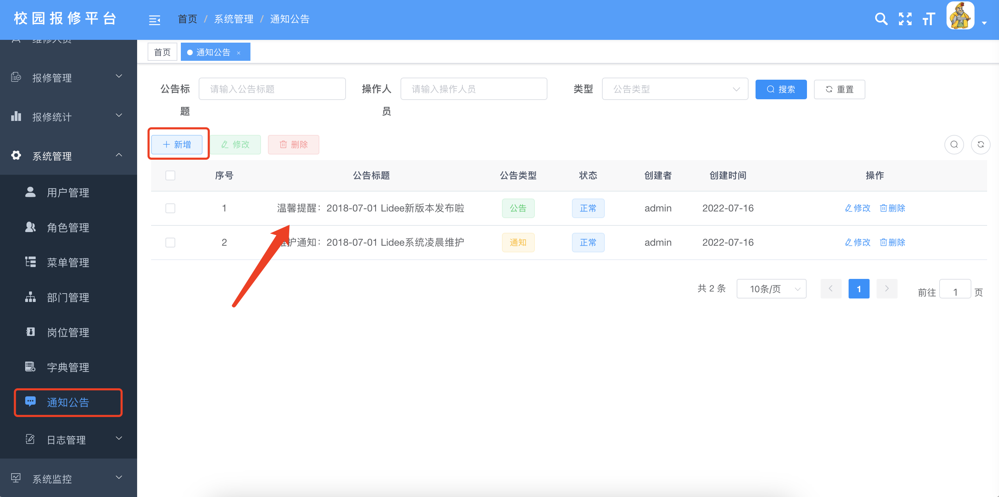 校园报修平台
首页 / 系统管理 / 通知公告
维修人员
报修管理
报修统计
系统管理
用户管理
角色管理
菜单管理
部门管理
岗位管理
字典管理
通知公告
日志管理
系统监控
首页 通知公告 ×
公告标题 请输入公告标题 操作人员 请输入操作人员 类型 公告类型 搜索 重置
新增 修改 删除
序号 公告标题 公告类型 状态 创建者 创建时间 操作
1 温馨提醒：2018-07-01 Lidee新版本发布啦 公告 正常 admin 2022-07-16 修改 删除
2 护通知：2018-07-01 Lidee系统凌晨维护 通知 正常 admin 2022-07-16 修改 删除
共 2 条 10条/页 1 前往 1 页